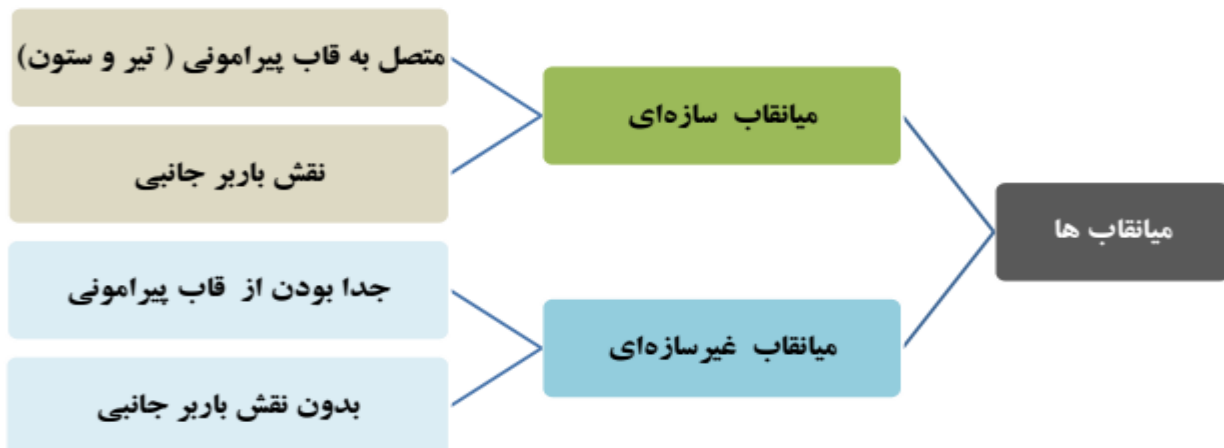 میانقاب ها
میانقاب سازه‌ای
متصل به قاب پیرامونی ( تیر و ستون)
نقش باربر جانبی
میانقاب غیرسازه‌ای
جدا بودن از قاب پیرامونی
بدون نقش باربر جانبی